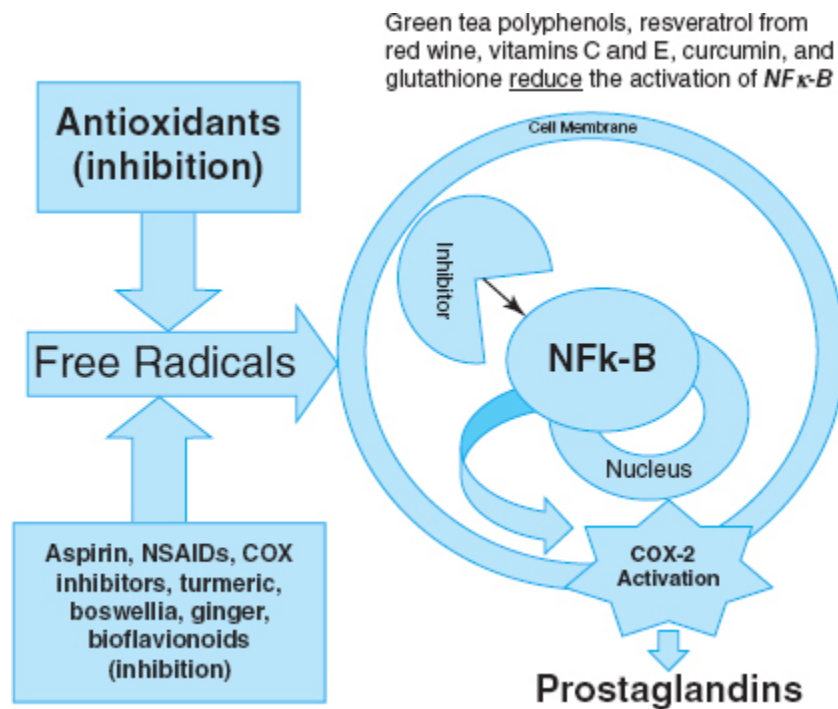 Green tea polyphenols, resveratrol from
red wine, vitamins C and E, curcumin, and
glutathione reduce the activation of NFκ-B
Antioxidants
(inhibition)
Cell Membrane
Inhibitor
Free Radicals
NFk-B
Nucleus
Aspirin, NSAIDs, COX
inhibitors, turmeric,
boswellia, ginger,
bioflavionoids
(inhibition)
COX-2
Activation
Prostaglandins